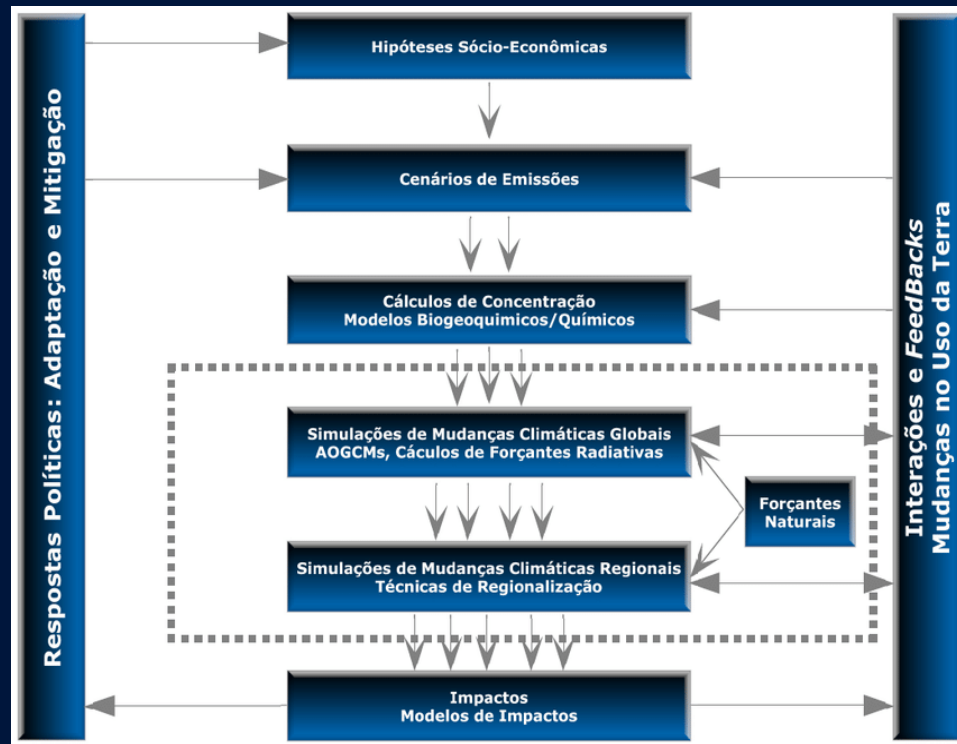 Respostas Políticas: Adaptação e Mitigação
Hipóteses Sócio-Econômicas
Cenários de Emissões
Cálculos de Concentração
Modelos Biogeoquimicos/Químicos
Simulações de Mudanças Climáticas Globais
AOGCMs, Cáculos de Forçantes Radiativas
Forçantes
Naturais
Simulações de Mudanças Climáticas Regionais
Técnicas de Regionalização
Impactos
Modelos de Impactos
Interações e FeedBacks
Mudanças no Uso da Terra